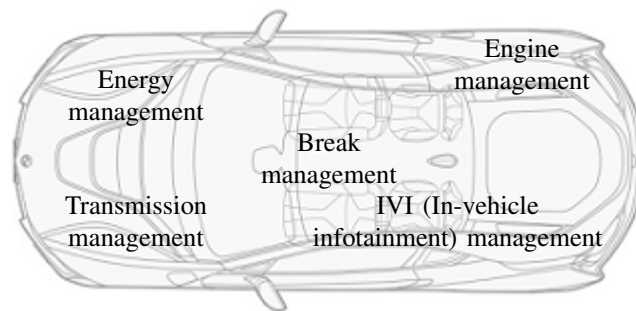 Engine
management
Energy
management
Break
management
Transmission
management
IVI (In-vehicle
infotainment) management